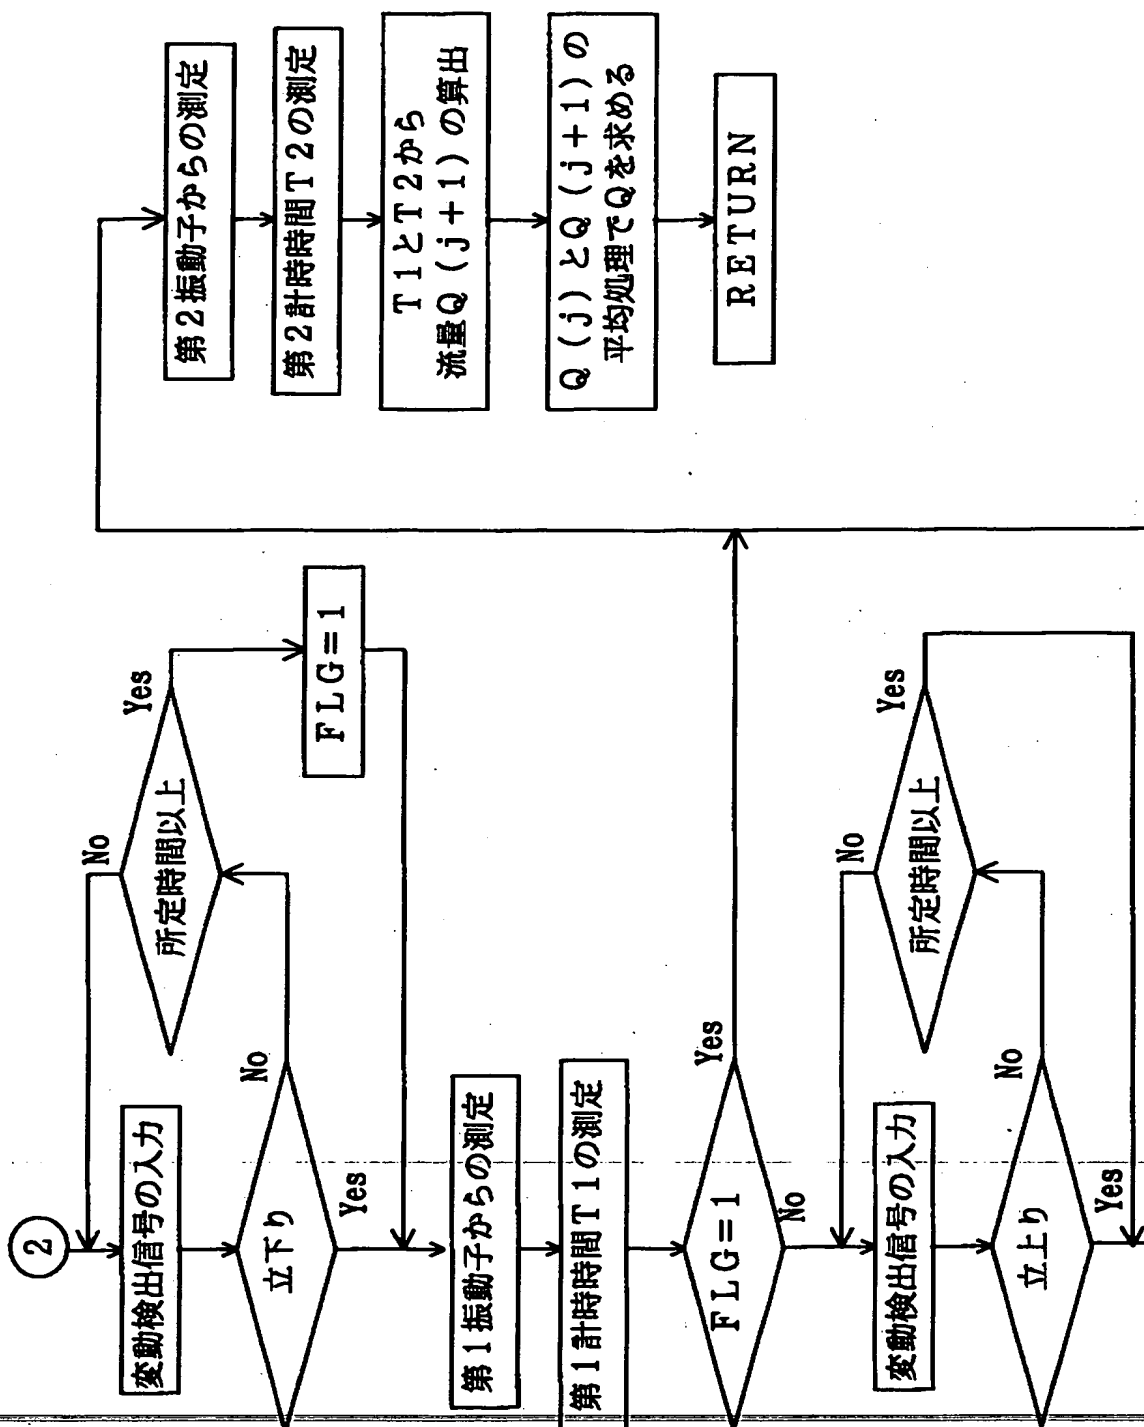 2
変動検出信号の入力
立下り
No
Yes
所定時間以上
No
Yes
FLG=1
第1振動子からの測定
第1計時時間T1の測定
FLG=1
Yes
No
変動検出信号の入力
立上り
No
Yes
所定時間以上
No
Yes
第2振動子からの測定
第2計時時間T2の測定
T1とT2から
流量Q(j+1)の算出
Q(j)とQ(j+1)の
平均処理でQを求める
RETURN